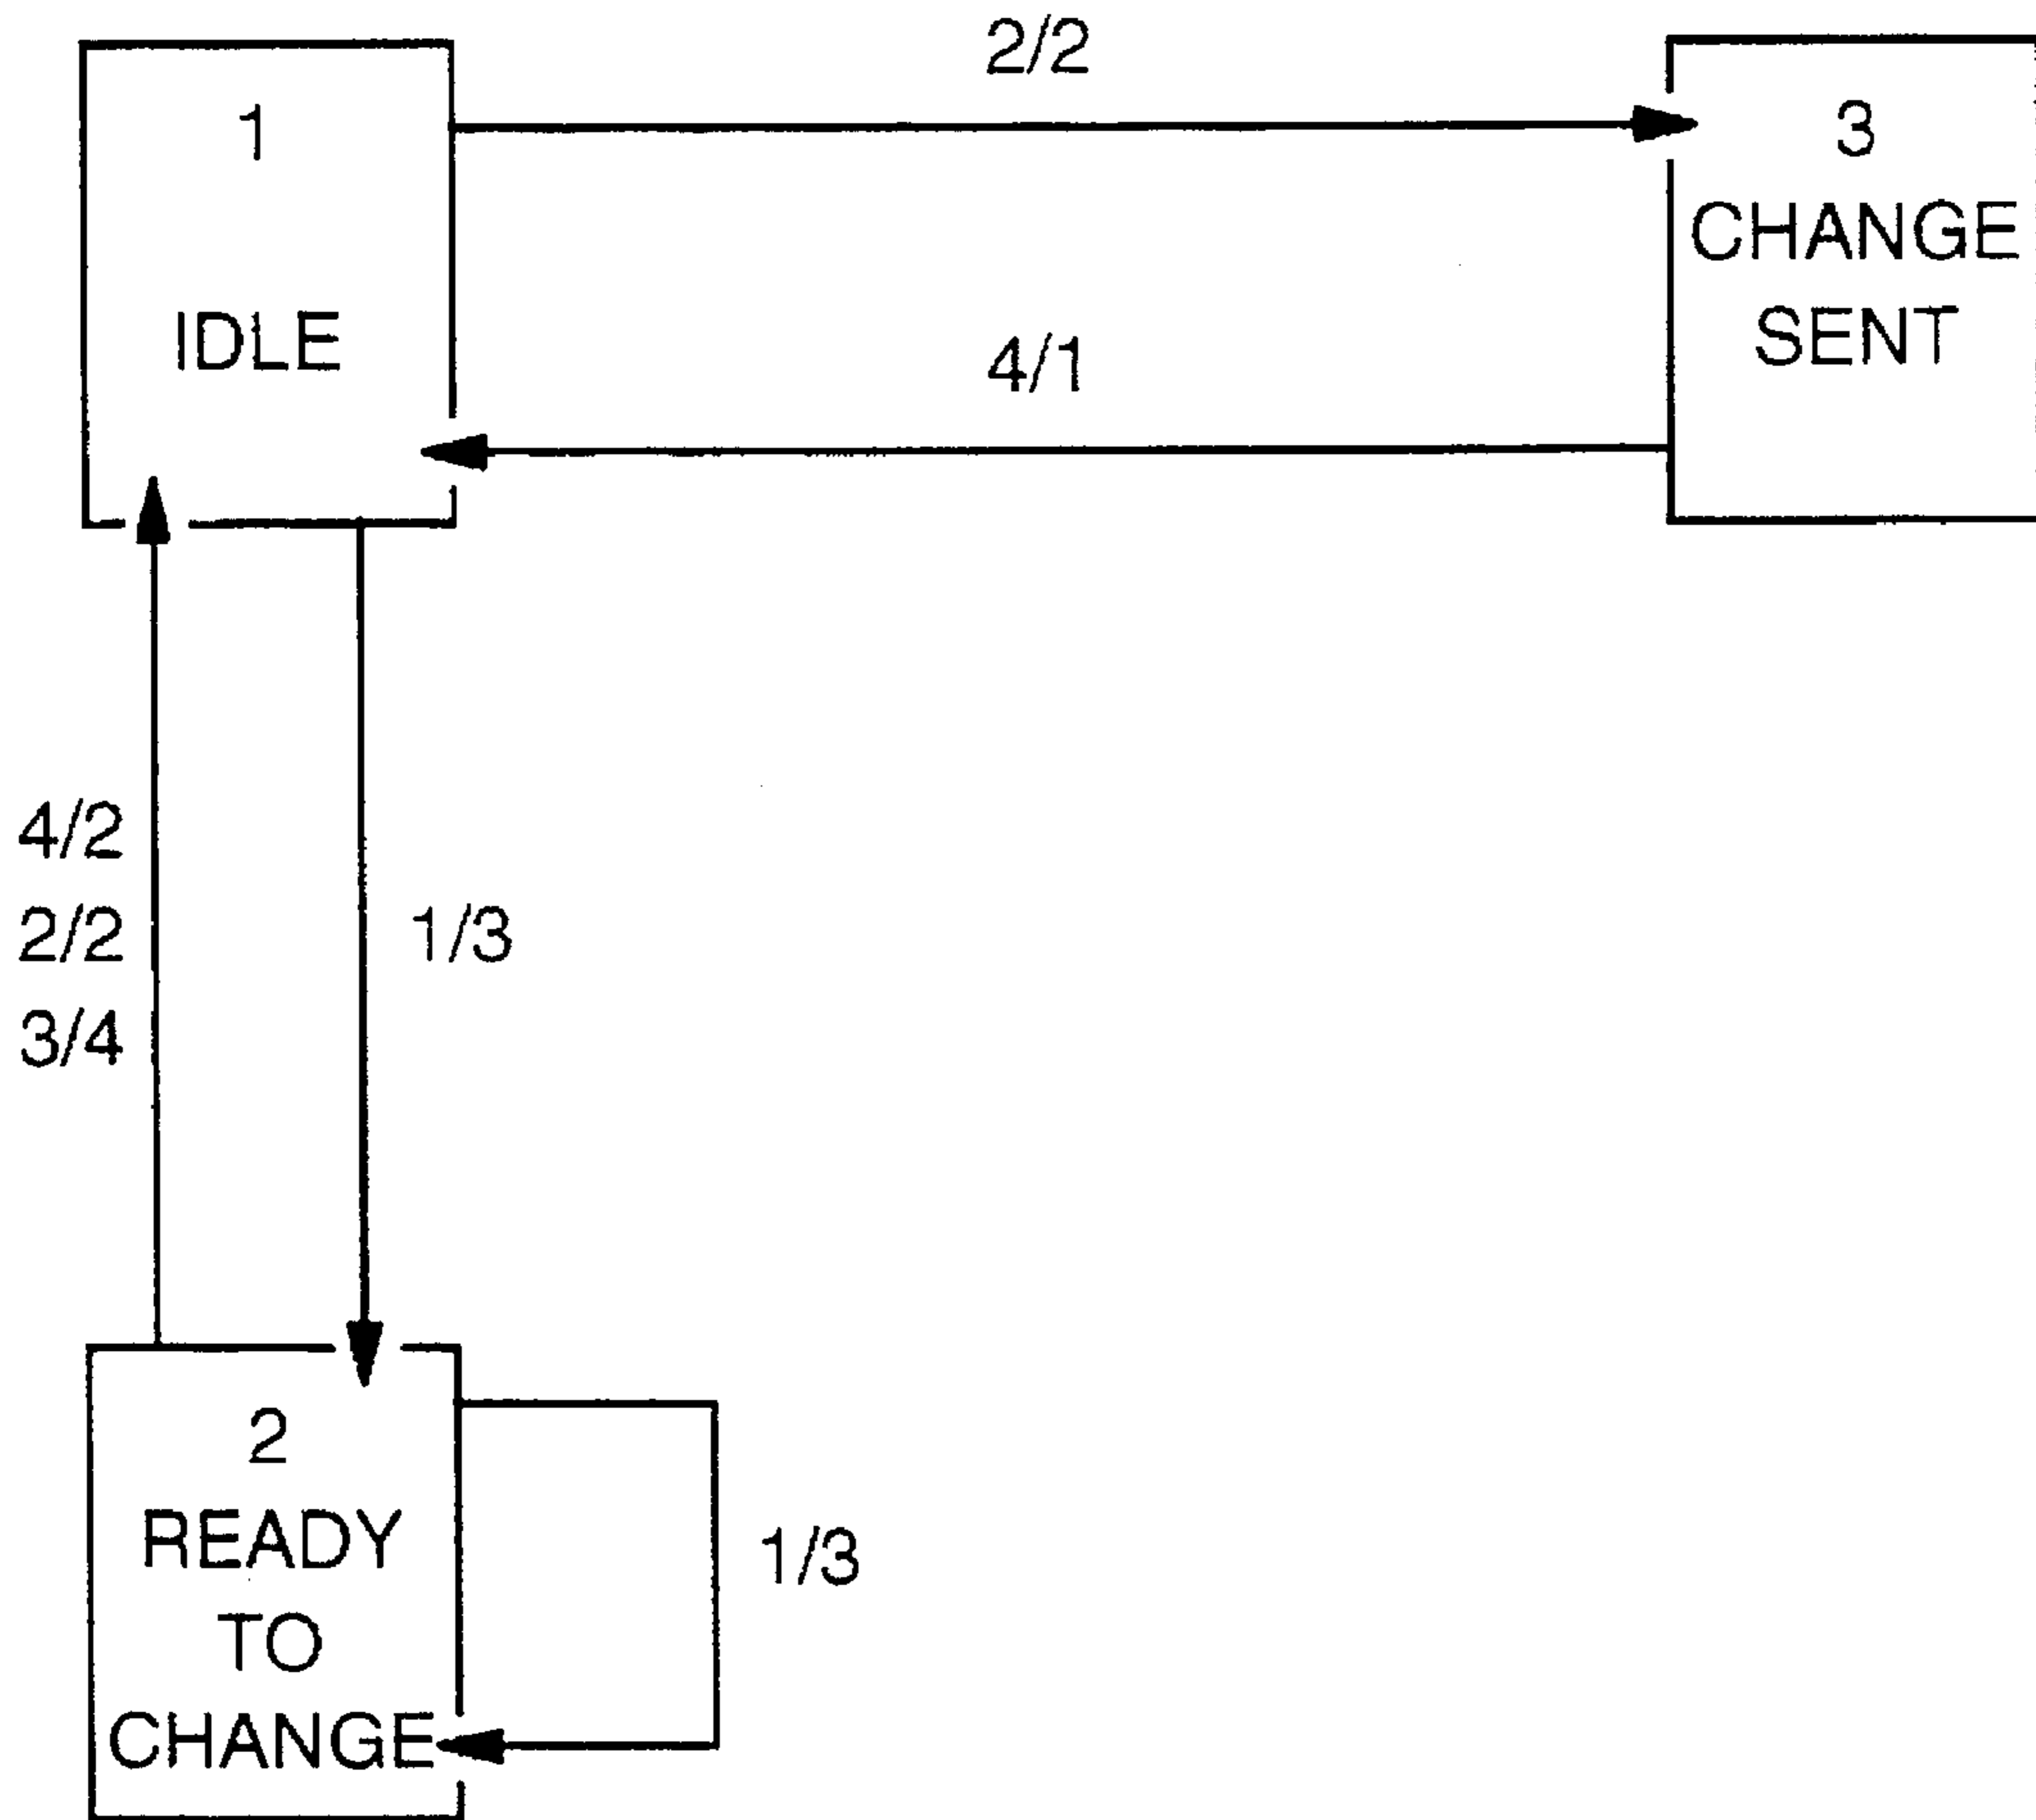 2/2
1
IDLE
3
CHANGE
SENT
4/1
4/2
2/2
3/4
1/3
2
READY
TO
CHANGE
1/3